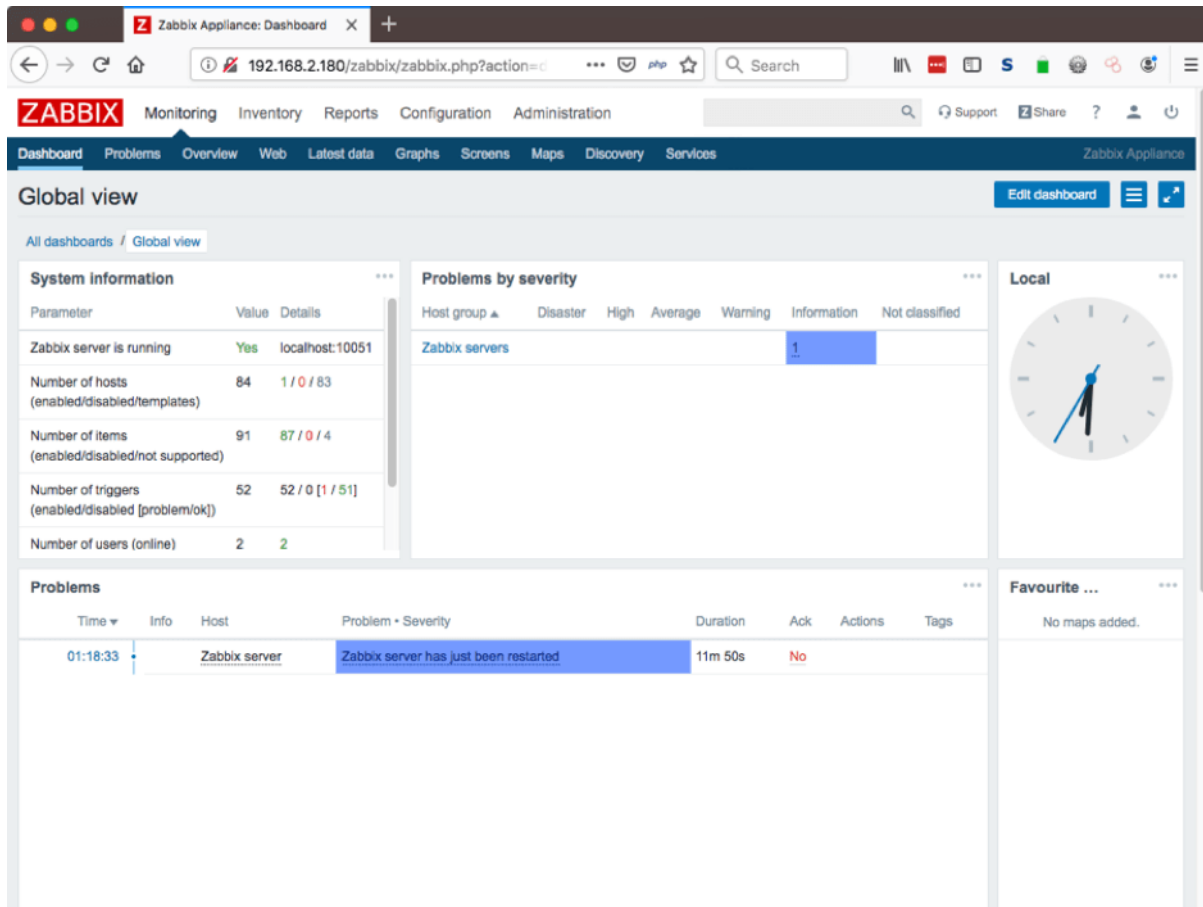 Z Zabbix Appliance: Dashboard
192.168.2.180/zabbix/zabbix.php?action=d
php
Search
S
ZABBIX Monitoring Inventory Reports Configuration Administration Support Z Share ?
Dashboard Problems Overview Web Latest data Graphs Screens Maps Discovery Services Zabbix Appliance
Global view Edit dashboard
All dashboards / Global view
System information
Parameter Value Details
Zabbix server is running Yes localhost:10051
Number of hosts 84 1 / 0 / 83
(enabled/disabled/templates)
Number of items 91 87 / 0 / 4
(enabled/disabled/not supported)
Number of triggers 52 52 / 0 [1 / 51]
(enabled/disabled [problem/ok])
Number of users (online) 2 2
Problems by severity
Host group Disaster High Average Warning Information Not classified
Zabbix servers 1
Local
Problems
Time Info Host Problem • Severity Duration Ack Actions Tags
01:18:33 Zabbix server Zabbix server has just been restarted 11m 50s No
Favourite ...
No maps added.